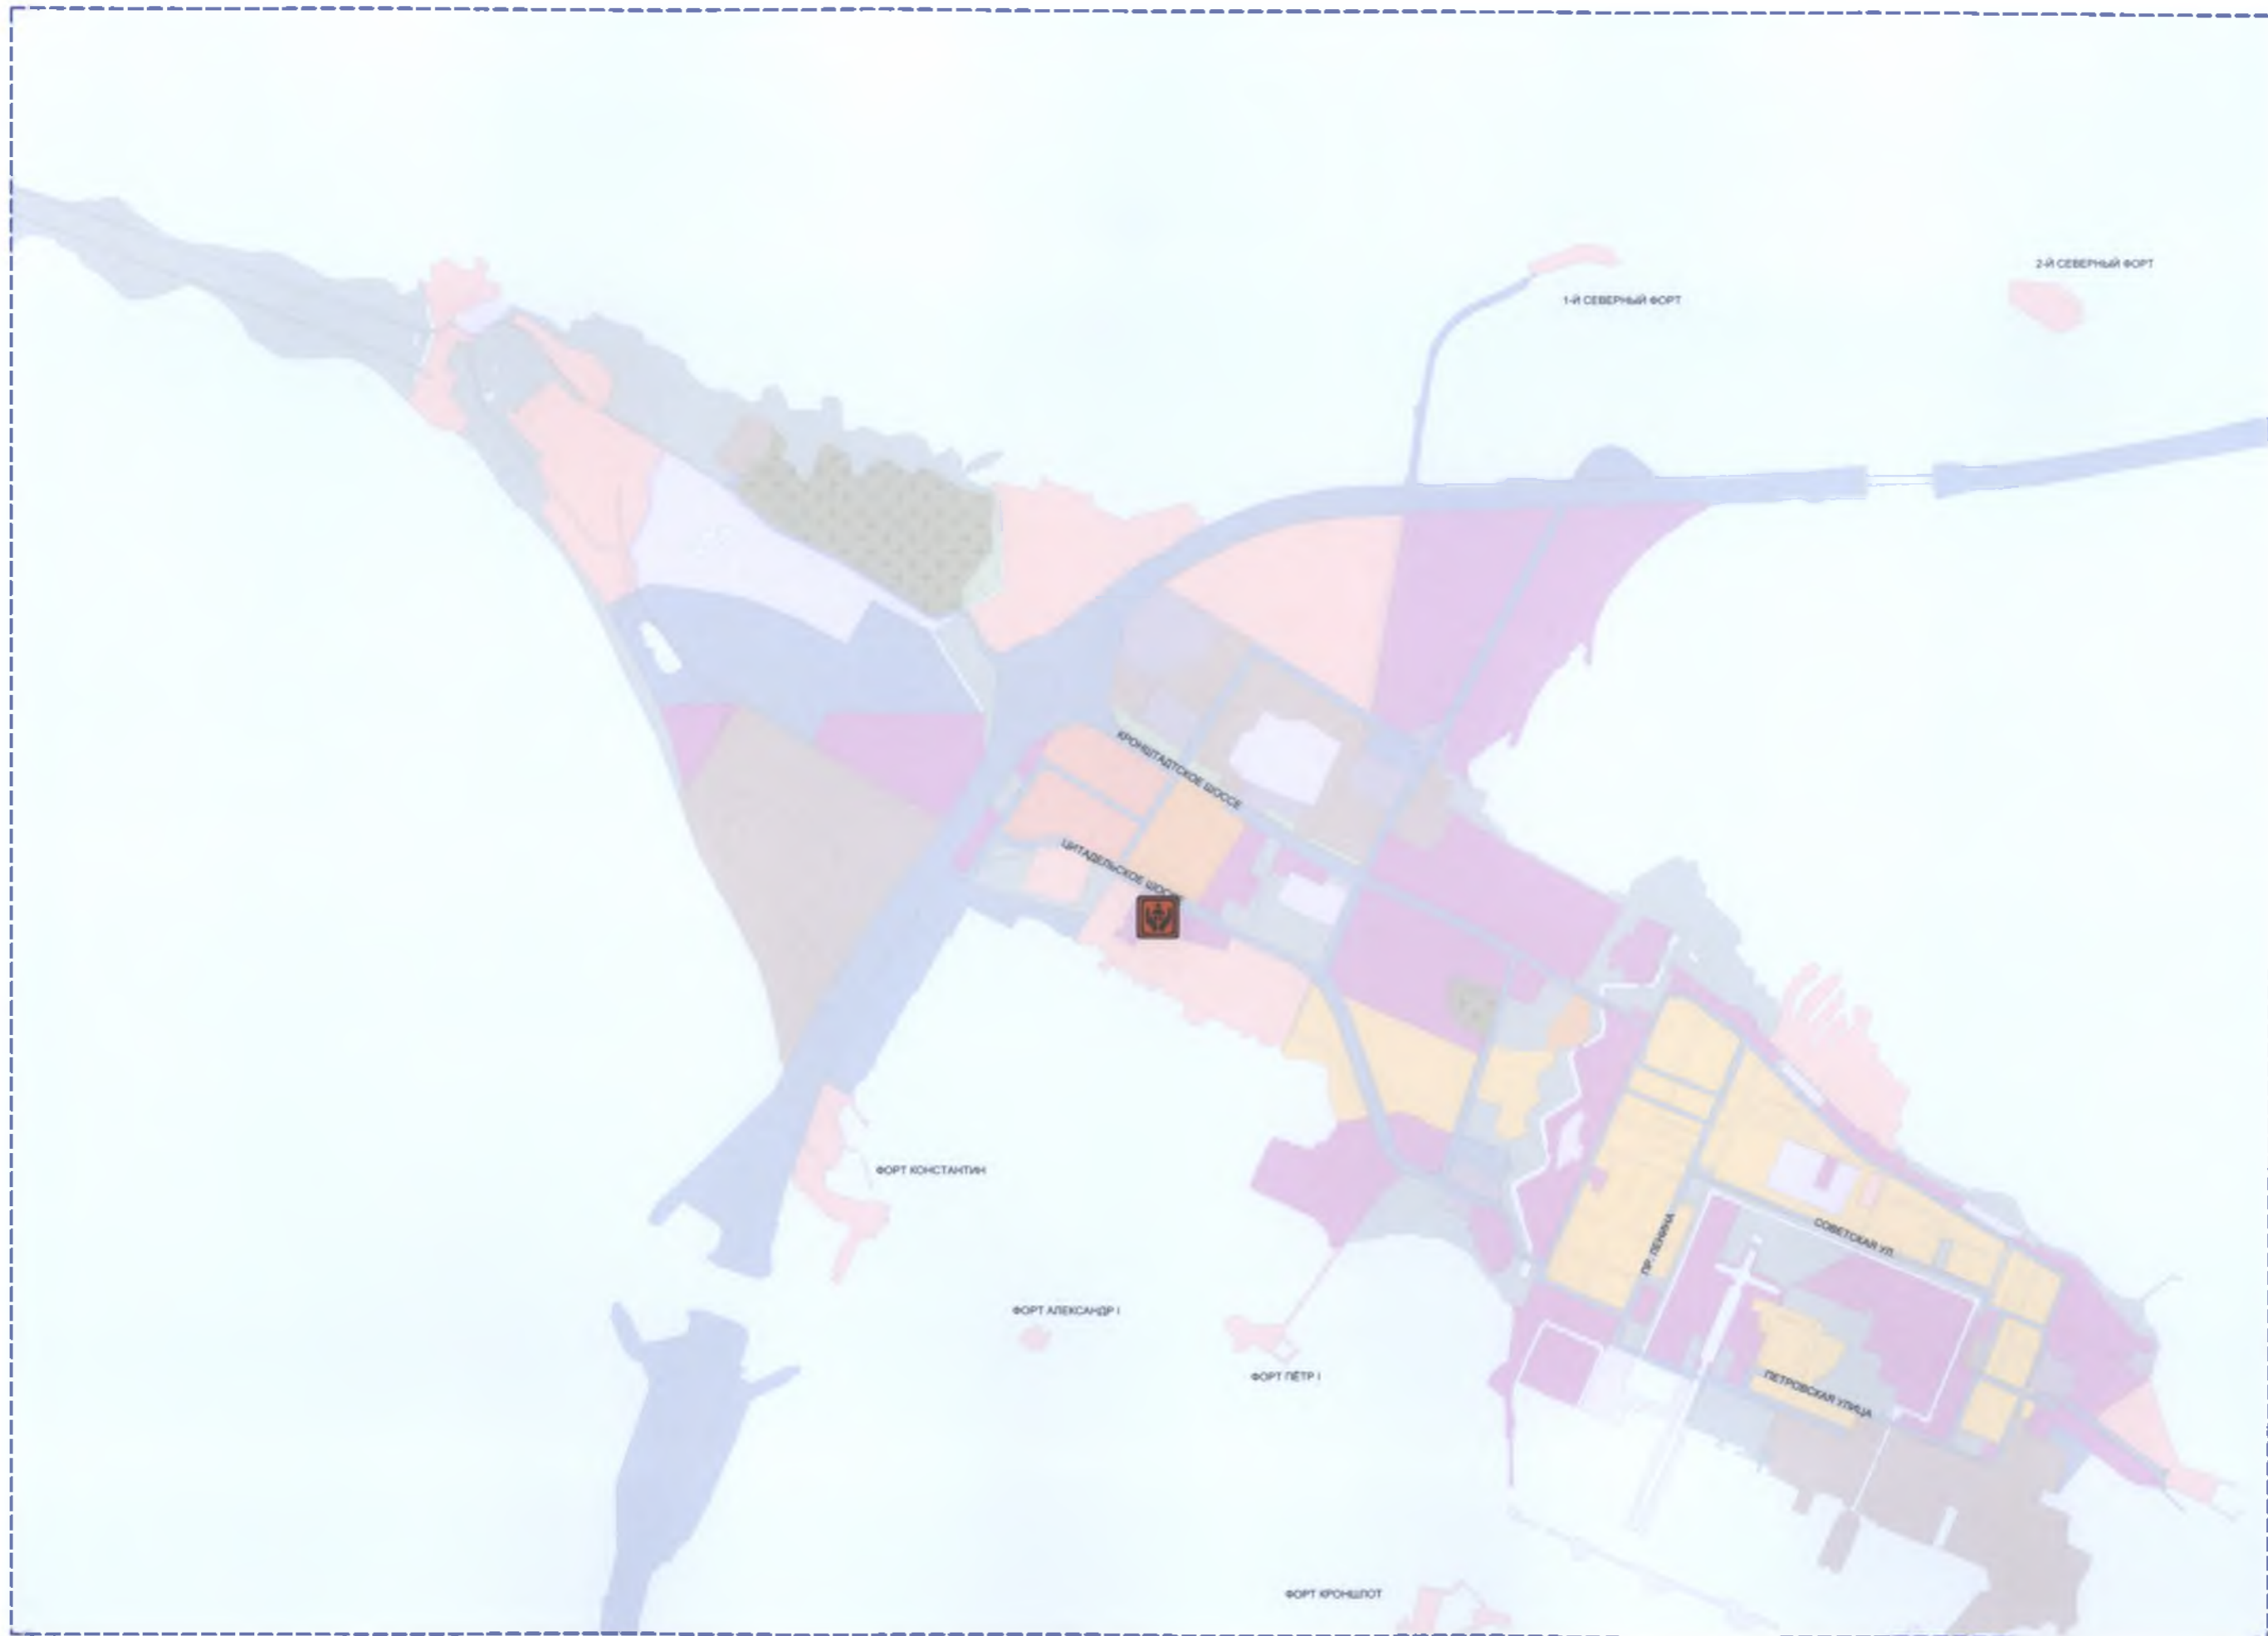 2-Й СЕВЕРНЫЙ ФОРТ
1-Й СЕВЕРНЫЙ ФОРТ
КРОНШТАДТСКОЕ ШОССЕ
ЦИТАДЕЛЬСКОЕ ШОССЕ
ФОРТ КОНСТАНТИН
СОВЕТСКАЯ УЛ.
ПР. ЛЕНИНА
ФОРТ АЛЕКСАНДР I
ФОРТ ПЁТР I
ПЕТРОВСКАЯ УЛИЦА
ФОРТ КРОНШЛОТ